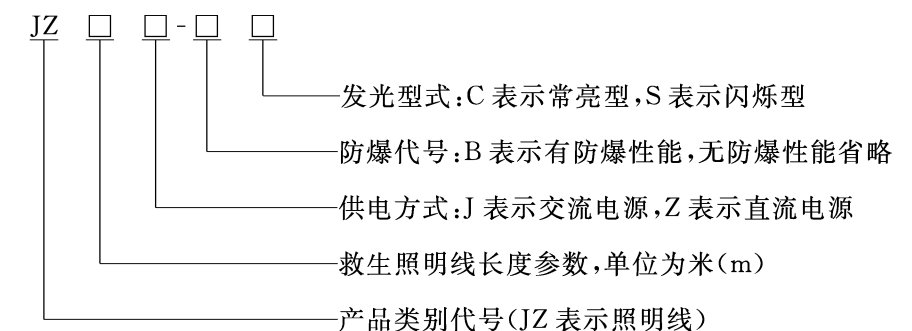 JZ □ □-□ □
发光型式:C 表示常亮型,S 表示闪烁型
防爆代号:B 表示有防爆性能,无防爆性能省略
供电方式:J 表示交流电源,Z 表示直流电源
救生照明线长度参数,单位为米(m)
产品类别代号(JZ 表示照明线)